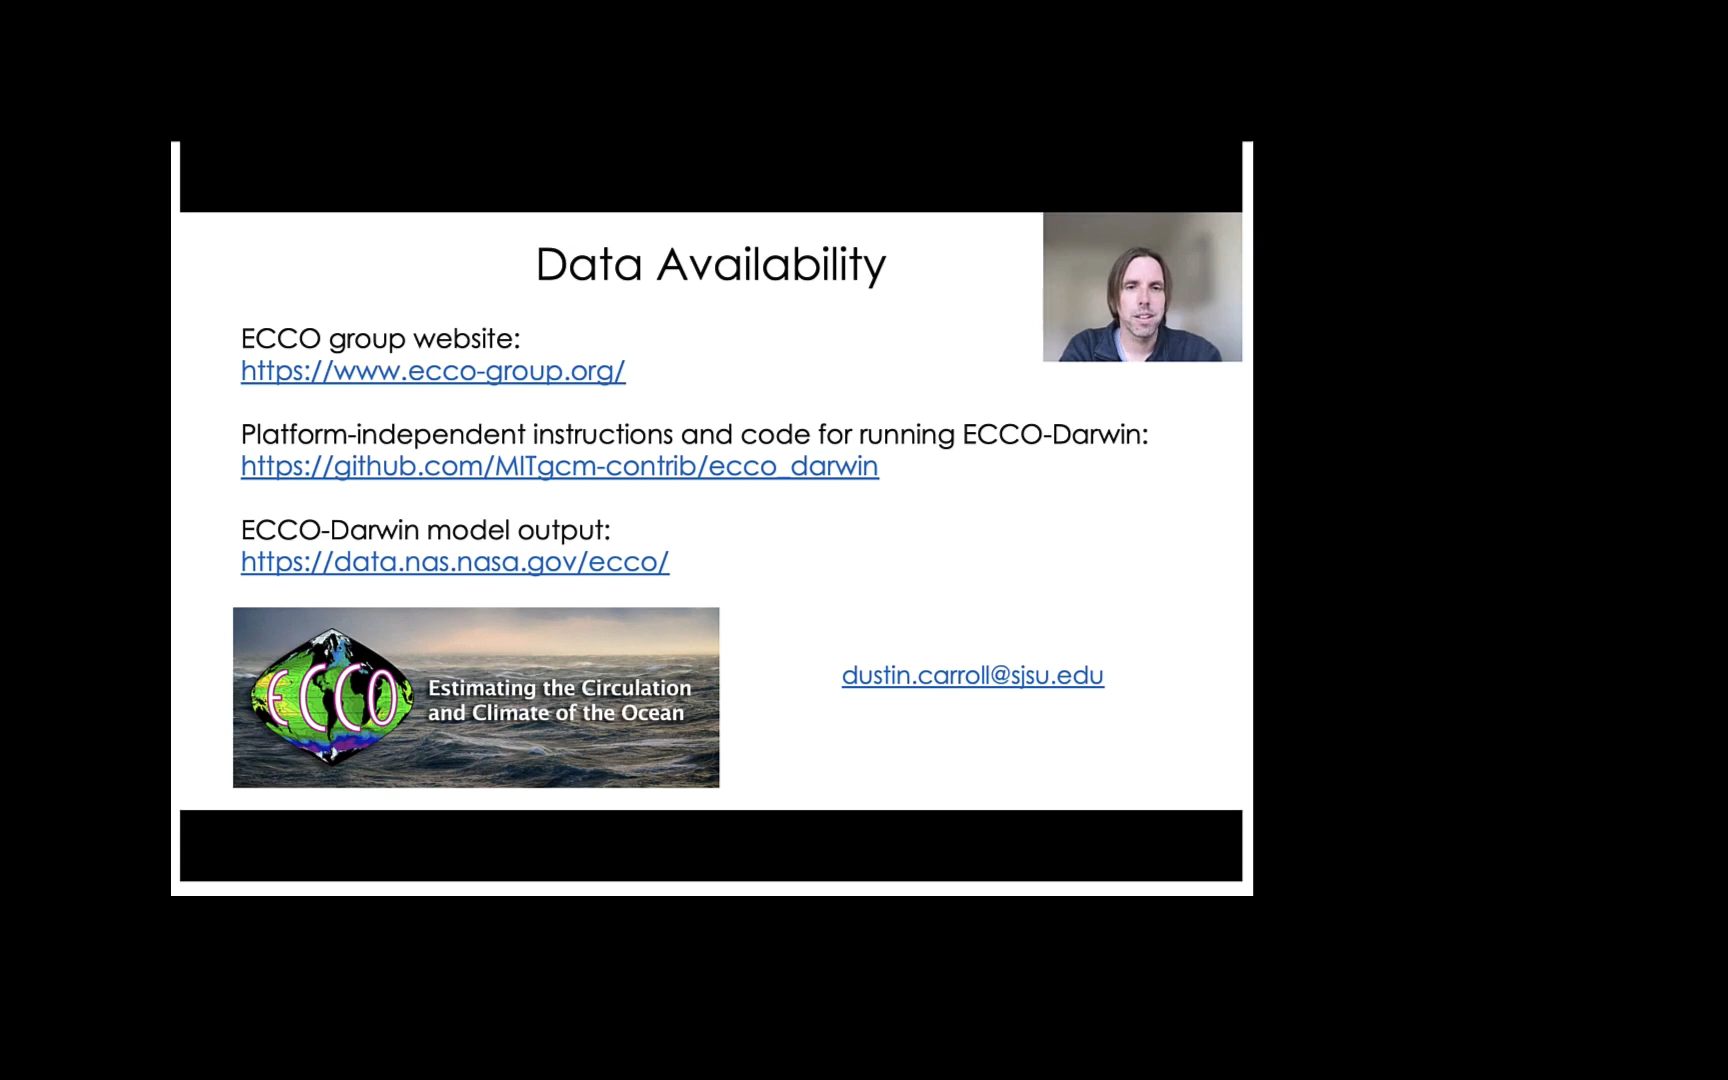 Data Availability
ECCO group website:
https://www.ecco-group.org/
Platform-independent instructions and code for running ECCO-Darwin:
https://github.com/MITgcm-contrib/ecco_darwin
ECCO-Darwin model output:
https://data.nas.nasa.gov/ecco/
ECCO
Estimating the Circulation
and Climate of the Ocean
dustin.carroll@sjsu.edu